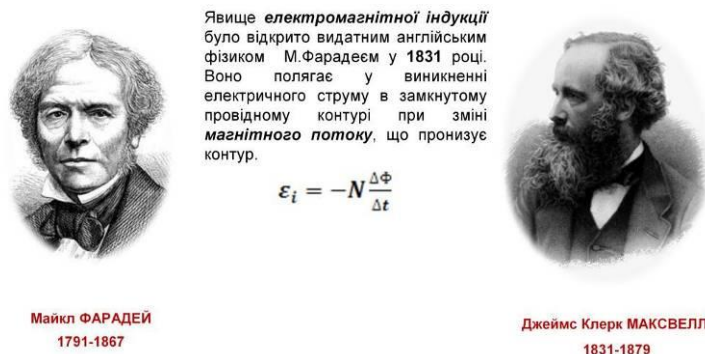 Явище електромагнітної індукції
було відкрито видатним англійським
фізиком М.Фарадеєм у 1831 році.
Воно полягає у виникненні
електричного струму в замкнутому
провідному контурі при зміні
магнітного потоку, що пронизує
контур.
εi = −N ΔΦ/Δt
Майкл ФАРАДЕЙ
1791-1867
Джеймс Клерк МАКСВЕЛЛ
1831-1879